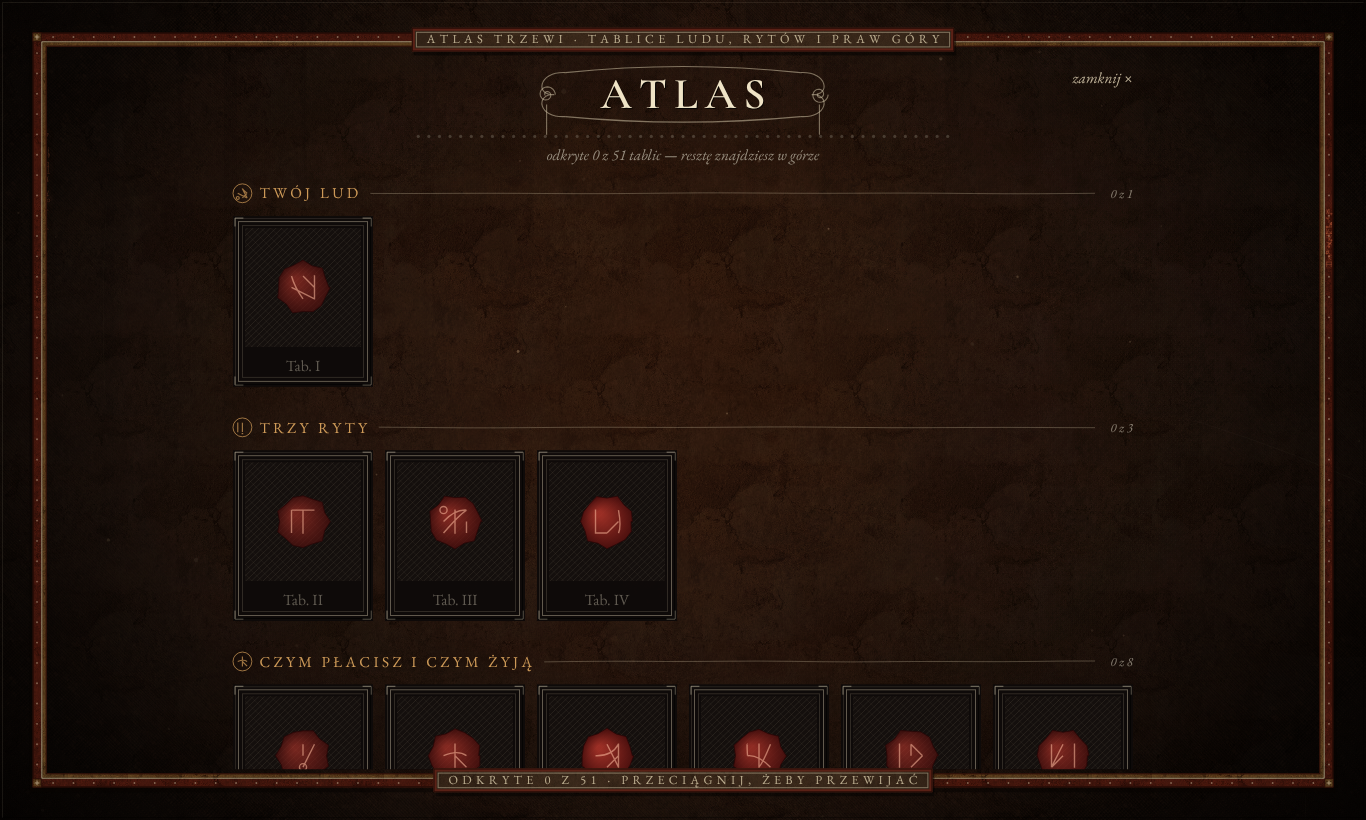 ATLAS TRZEWI · TABLICE LUDU, RYTÓW I PRAW GÓRY
ATLAS
zamknij ×
odkryte 0 z 51 tablic — resztę znajdziesz w górze
TWÓJ LUD
0 z 1
Tab. I
TRZY RYTY
0 z 3
Tab. II
Tab. III
Tab. IV
CZYM PŁACISZ I CZYM ŻYJĄ
0 z 8
ODKRYTE 0 Z 51 · PRZECIĄGNIJ, ŻEBY PRZEWIJAĆ